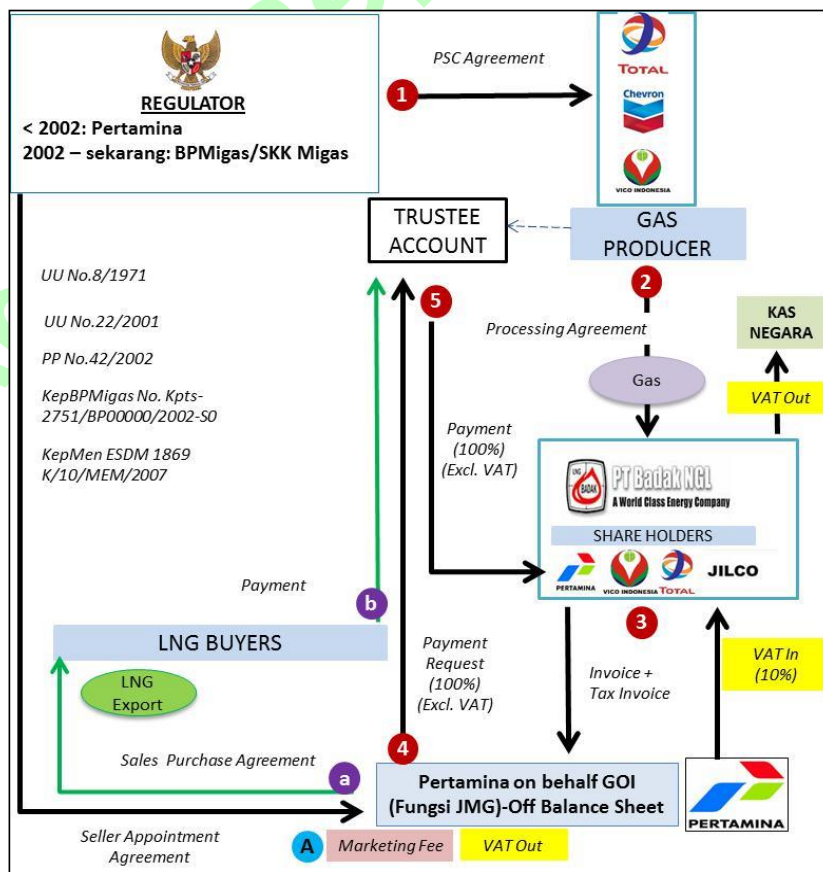 REGULATOR
< 2002: Pertamina
2002 – sekarang: BPMigas/SKK Migas
1
PSC Agreement
TOTAL
Chevron
VICO INDONESIA
TRUSTEE
ACCOUNT
GAS
PRODUCER
UU No.8/1971
UU No.22/2001
PP No.42/2002
KepBPMigas No. Kpts-
2751/BP00000/2002-S0
KepMen ESDM 1869
K/10/MEM/2007
5
2
Processing Agreement
Gas
KAS
NEGARA
VAT Out
Payment
(100%)
(Excl. VAT)
LNG
BADAK
PT Badak NGL
A World Class Energy Company
SHARE HOLDERS
PERTAMINA
VICO INDONESIA
TOTAL
JILCO
Payment
b
LNG BUYERS
LNG
Export
Payment
Request
(100%)
(Excl. VAT)
3
Invoice +
Tax Invoice
VAT In
(10%)
Sales Purchase Agreement
a
4
Pertamina on behalf GOI
(Fungsi JMG)-Off Balance Sheet
PERTAMINA
Seller Appointment
Agreement
A
Marketing Fee
VAT Out